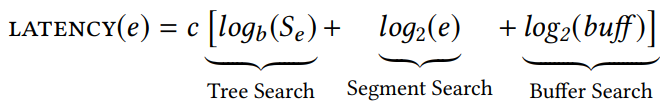 LATENCY(e) = c [log_b(S_e) + log_2(e) + log_2(buff)]
Tree Search Segment Search Buffer Search